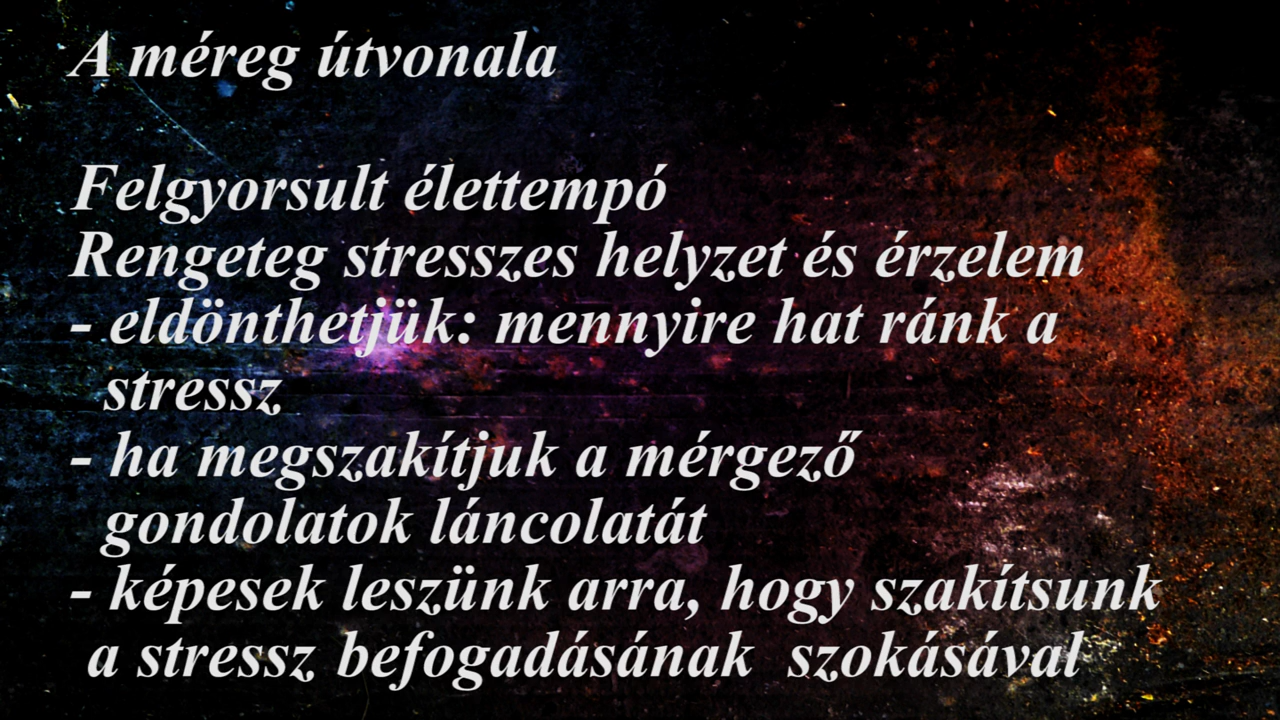 A méreg útvonala
Felgyorsult élettempó
Rengeteg stresszes helyzet és érzelem
- eldönthetjük: mennyire hat ránk a
stressz
- ha megszakítjuk a mérgező
gondolatok láncolatát
- képesek leszünk arra, hogy szakítsunk
a stressz befogadásának szokásával